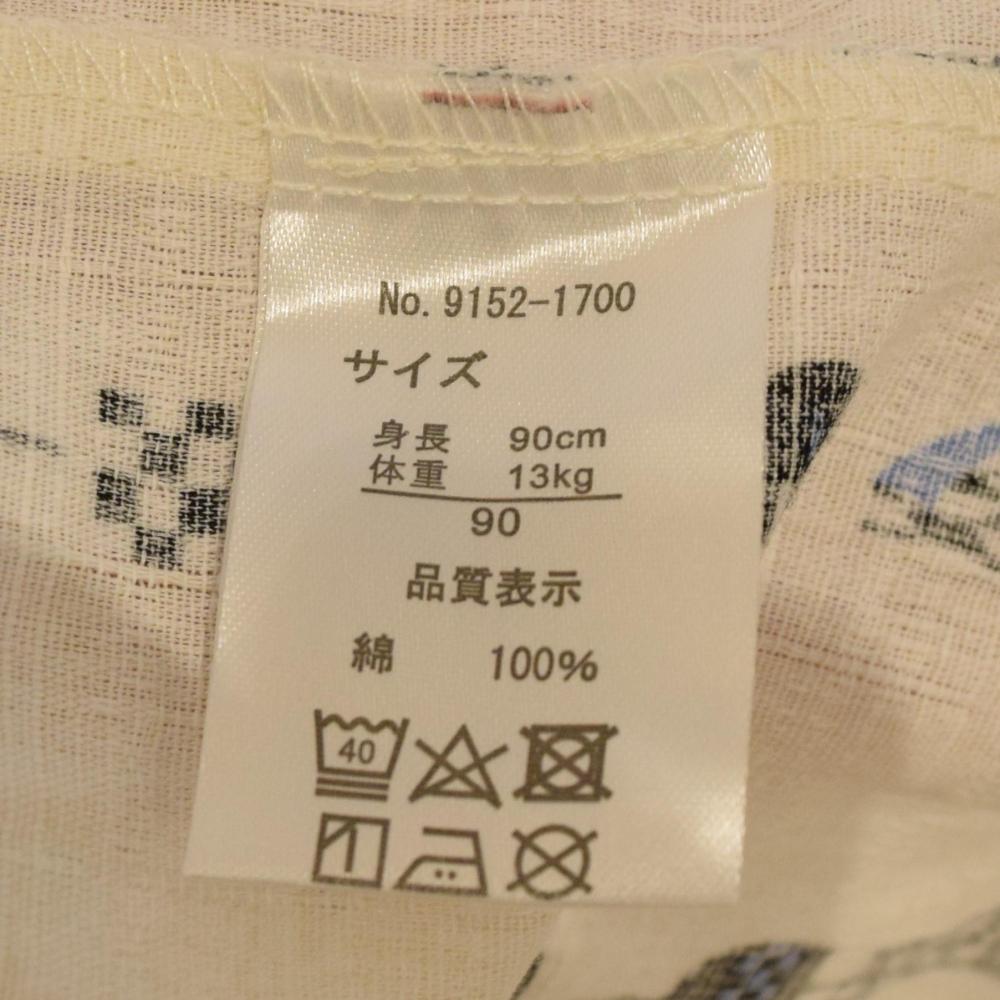 No. 9152-1700
サイズ
身長 90cm
体重 13kg
90
品質表示
綿 100%
40